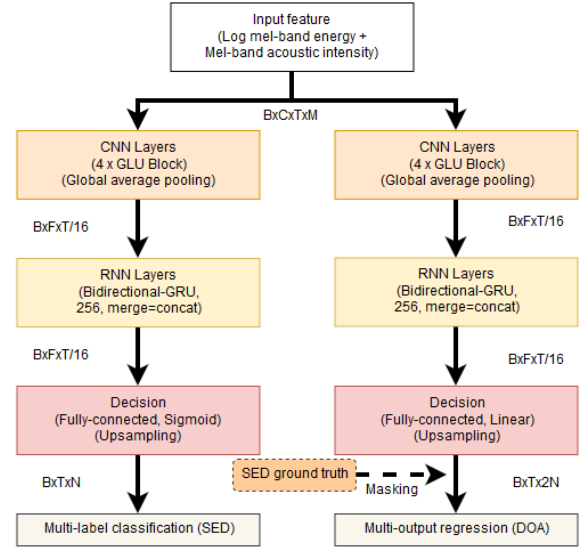 Input feature
(Log mel-band energy +
Mel-band acoustic intensity)
BxCxTxM
CNN Layers
(4 x GLU Block)
(Global average pooling)
CNN Layers
(4 x GLU Block)
(Global average pooling)
BxFxT/16
BxFxT/16
RNN Layers
(Bidirectional-GRU,
256, merge=concat)
RNN Layers
(Bidirectional-GRU,
256, merge=concat)
BxFxT/16
BxFxT/16
Decision
(Fully-connected, Sigmoid)
(Upsampling)
Decision
(Fully-connected, Linear)
(Upsampling)
SED ground truth
Masking
BxTxN
BxTx2N
Multi-label classification (SED)
Multi-output regression (DOA)